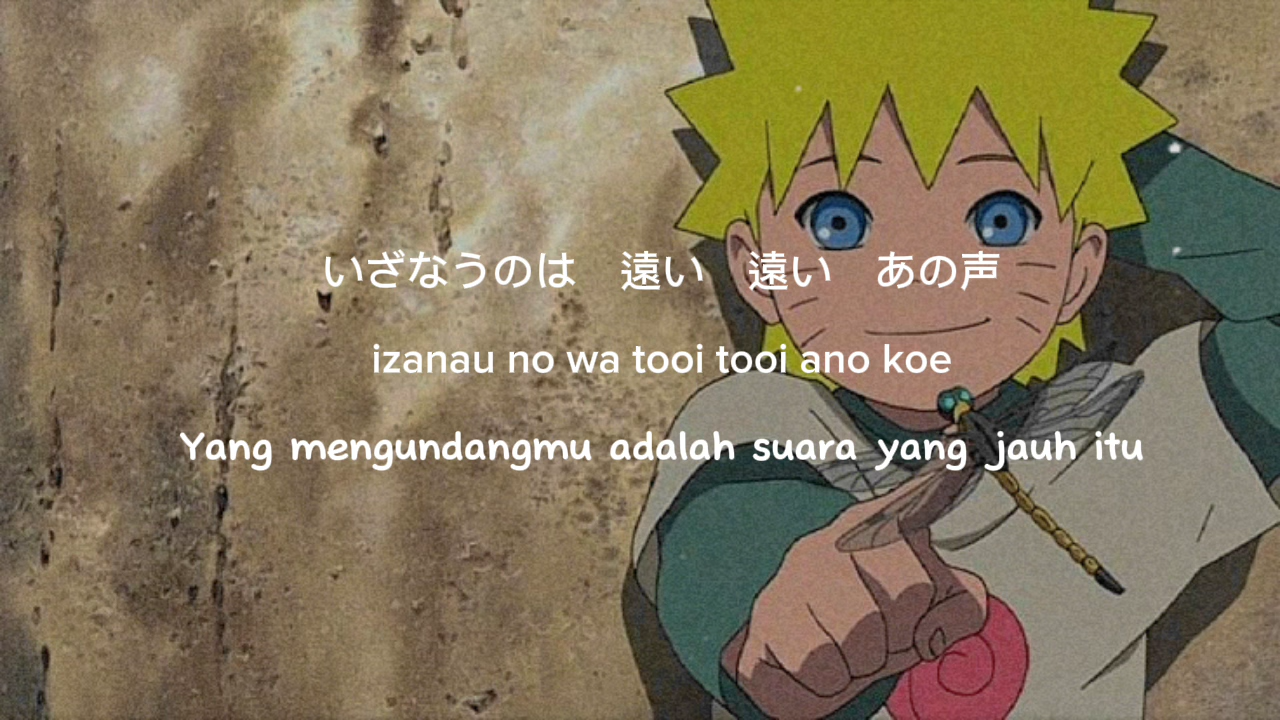 いざなうのは　遠い　遠い　あの声
izanau no wa tooi tooi ano koe
Yang mengundangmu adalah suara yang jauh itu